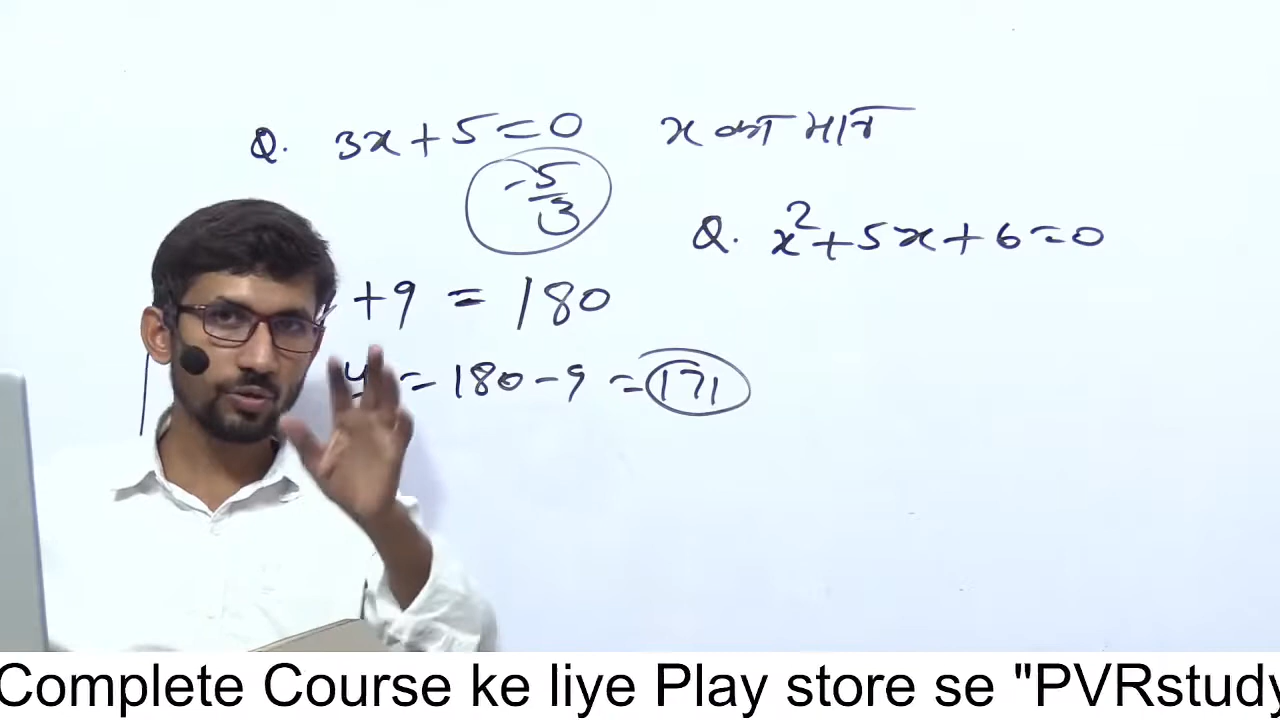 Q. 3x+5=0 x का मान
-5/3
Q. x²+5x+6=0
+9 = 180
y = 180-9 = 171
Complete Course ke liye Play store se "PVRstudy